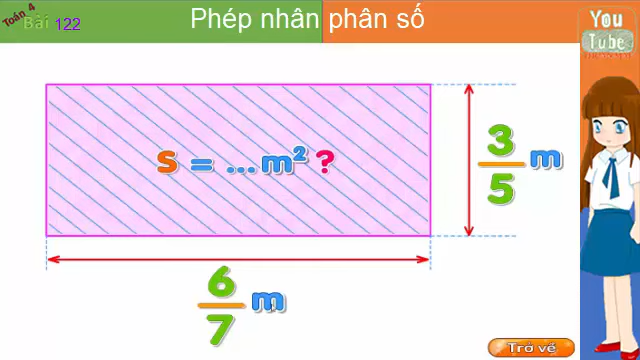 Toán 4
Bài 122
Phép nhân phân số
You
Tube
S = ... m² ?
3/5 m
6/7 m
Trở về